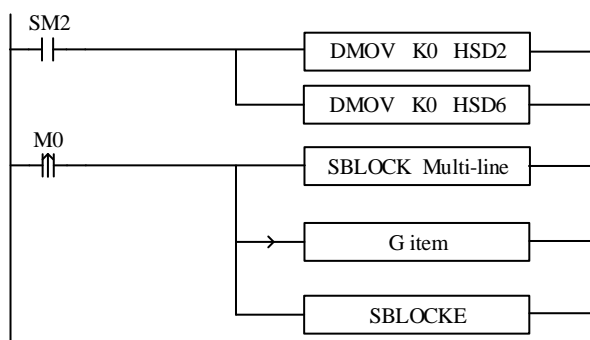 SM2
DMOV K0 HSD2
DMOV K0 HSD6
M0
SBLOCK Multi-line
G item
SBLOCKE